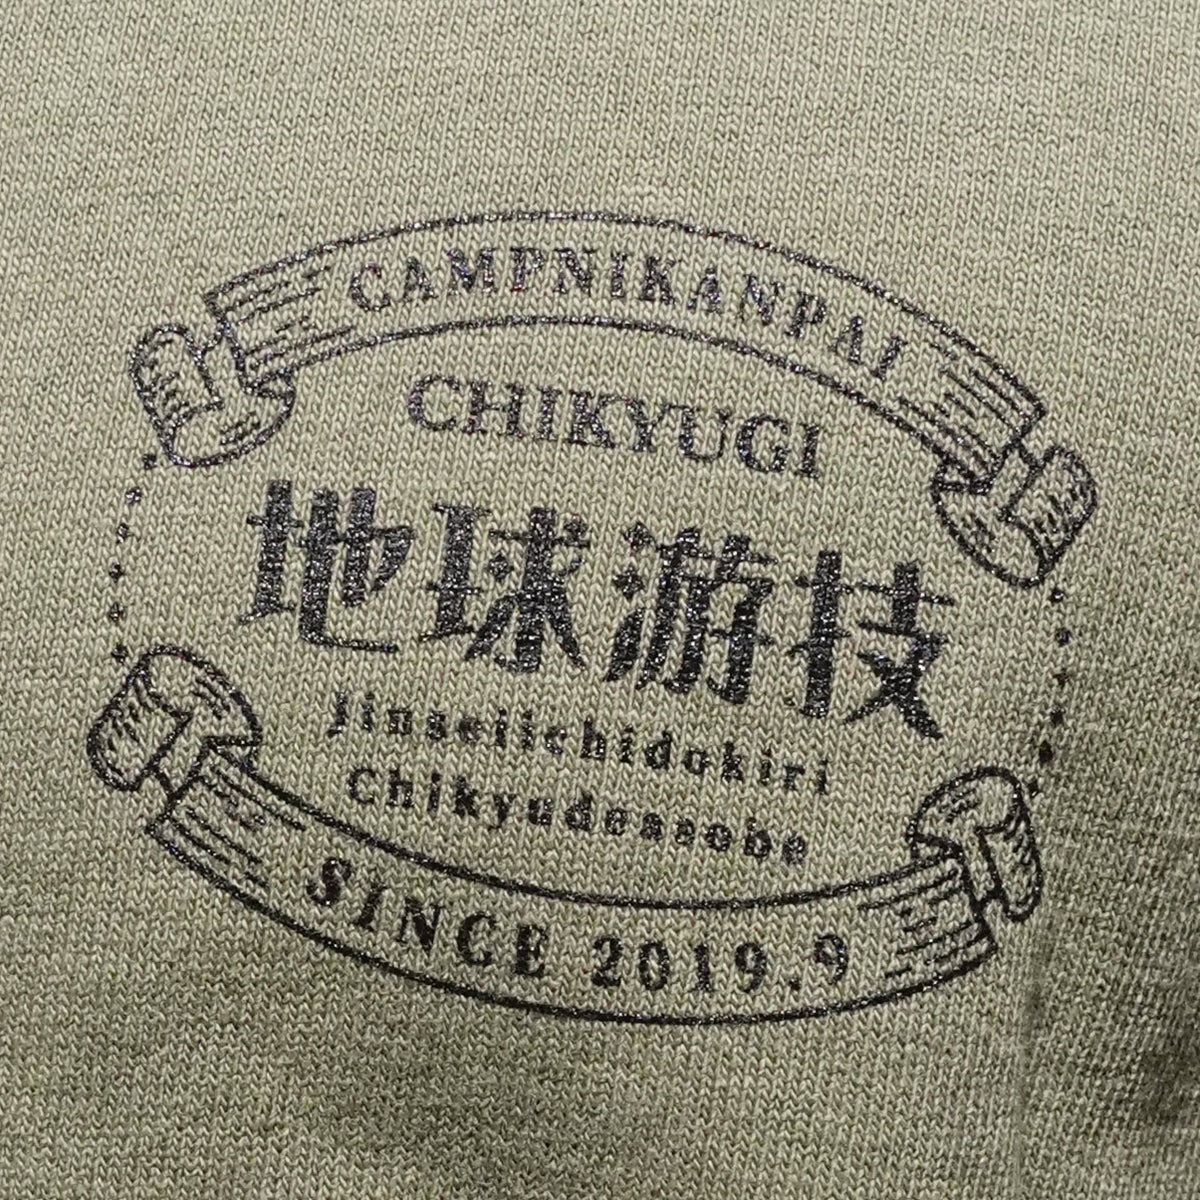 CAMPNIKANPAI
CHIKYUGI
地球游技
Jinseiichidokiri
Chikyudeasobe
SINCE 2019.9